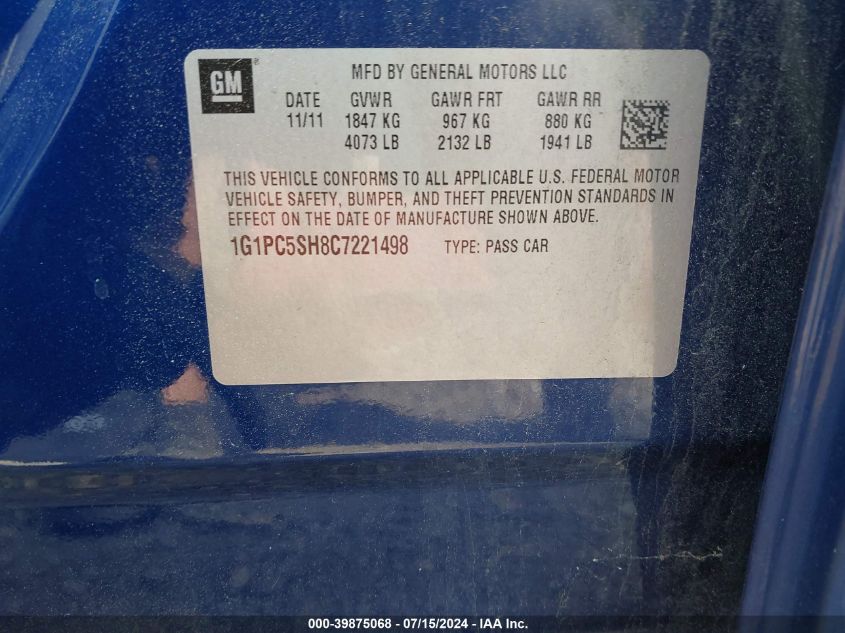 GM
®
MFD BY GENERAL MOTORS LLC
DATE GVWR GAWR FRT GAWR RR
11/11 1847 KG 967 KG 880 KG
4073 LB 2132 LB 1941 LB
THIS VEHICLE CONFORMS TO ALL APPLICABLE U.S. FEDERAL MOTOR
VEHICLE SAFETY, BUMPER, AND THEFT PREVENTION STANDARDS IN
EFFECT ON THE DATE OF MANUFACTURE SHOWN ABOVE.
1G1PC5SH8C7221498 TYPE: PASS CAR
000-39875068 - 07/15/2024 - IAA Inc.